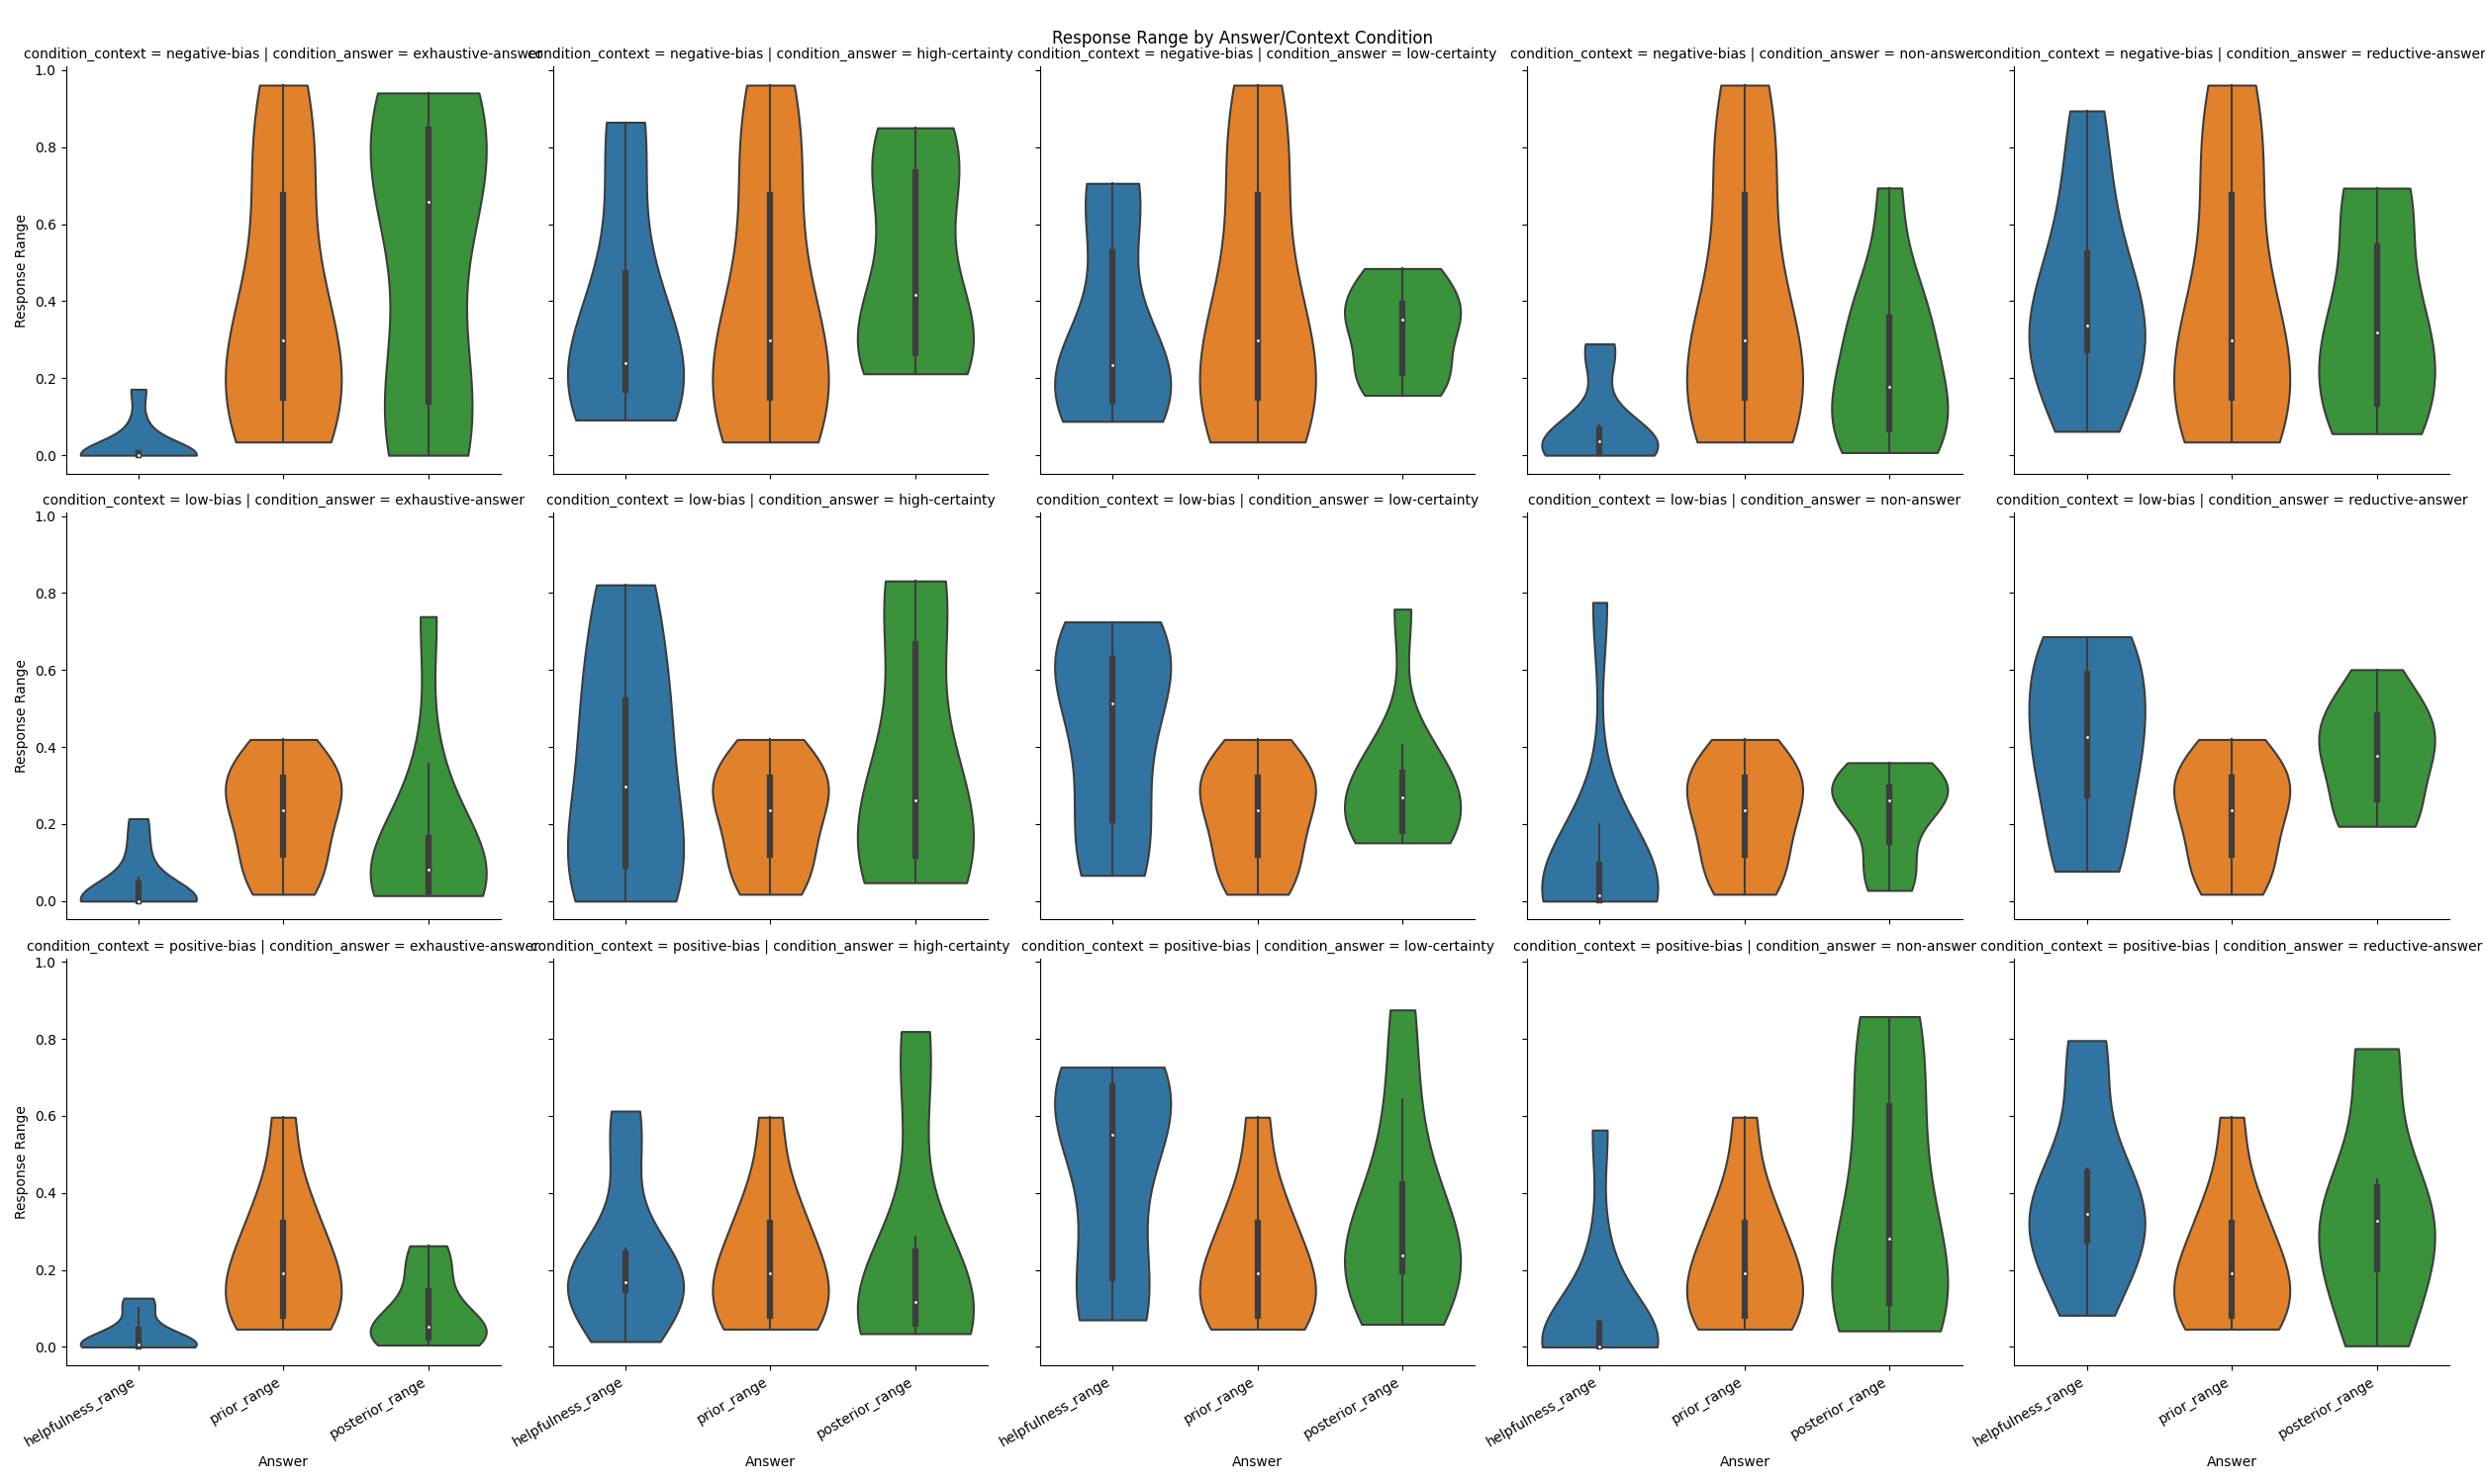 Response Range by Answer/Context Condition
condition_context = negative-bias | condition_answer = exhaustive-answer
condition_context = negative-bias | condition_answer = high-certainty
condition_context = negative-bias | condition_answer = low-certainty
condition_context = negative-bias | condition_answer = non-answer
condition_context = negative-bias | condition_answer = reductive-answer
1.0
0.8
0.6
0.4
0.2
0.0
Response Range
condition_context = low-bias | condition_answer = exhaustive-answer
condition_context = low-bias | condition_answer = high-certainty
condition_context = low-bias | condition_answer = low-certainty
condition_context = low-bias | condition_answer = non-answer
condition_context = low-bias | condition_answer = reductive-answer
1.0
0.8
0.6
0.4
0.2
0.0
Response Range
condition_context = positive-bias | condition_answer = exhaustive-answer
condition_context = positive-bias | condition_answer = high-certainty
condition_context = positive-bias | condition_answer = low-certainty
condition_context = positive-bias | condition_answer = non-answer
condition_context = positive-bias | condition_answer = reductive-answer
1.0
0.8
0.6
0.4
0.2
0.0
Response Range
helpfulness_range
prior_range
posterior_range
helpfulness_range
prior_range
posterior_range
helpfulness_range
prior_range
posterior_range
helpfulness_range
prior_range
posterior_range
helpfulness_range
prior_range
posterior_range
Answer
Answer
Answer
Answer
Answer